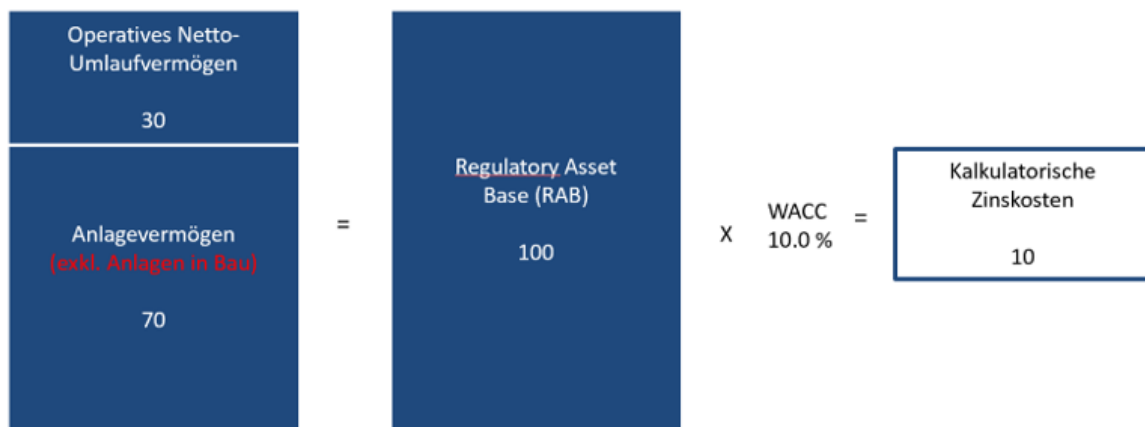 Operatives Netto-
Umlaufvermögen
30
Anlagevermögen
(exkl. Anlagen in Bau)
70
=
Regulatory Asset
Base (RAB)
100
X
WACC
10.0 %
=
Kalkulatorische
Zinskosten
10